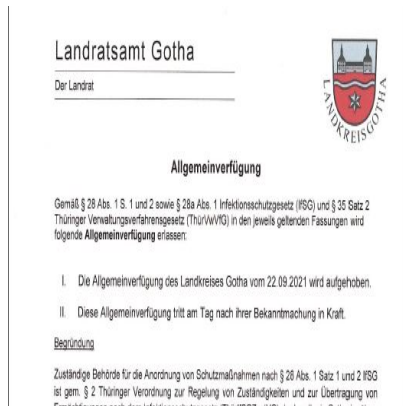 Landratsamt Gotha
Der Landrat
LANDKREIS GOTHA
Allgemeinverfügung
Gemäß § 28 Abs. 1 S. 1 und 2 sowie § 28a Abs. 1 Infektionsschutzgesetz (IfSG) und § 35 Satz 2
Thüringer Verwaltungsverfahrensgesetz (ThürVwVfG) in den jeweils geltenden Fassungen wird
folgende Allgemeinverfügung erlassen:
I. Die Allgemeinverfügung des Landkreises Gotha vom 22.09.2021 wird aufgehoben.
II. Diese Allgemeinverfügung tritt am Tag nach ihrer Bekanntmachung in Kraft.
Begründung
Zuständige Behörde für die Anordnung von Schutzmaßnahmen nach § 28 Abs. 1 Satz 1 und 2 IfSG
ist gem. § 2 Thüringer Verordnung zur Regelung von Zuständigkeiten und zur Übertragung von